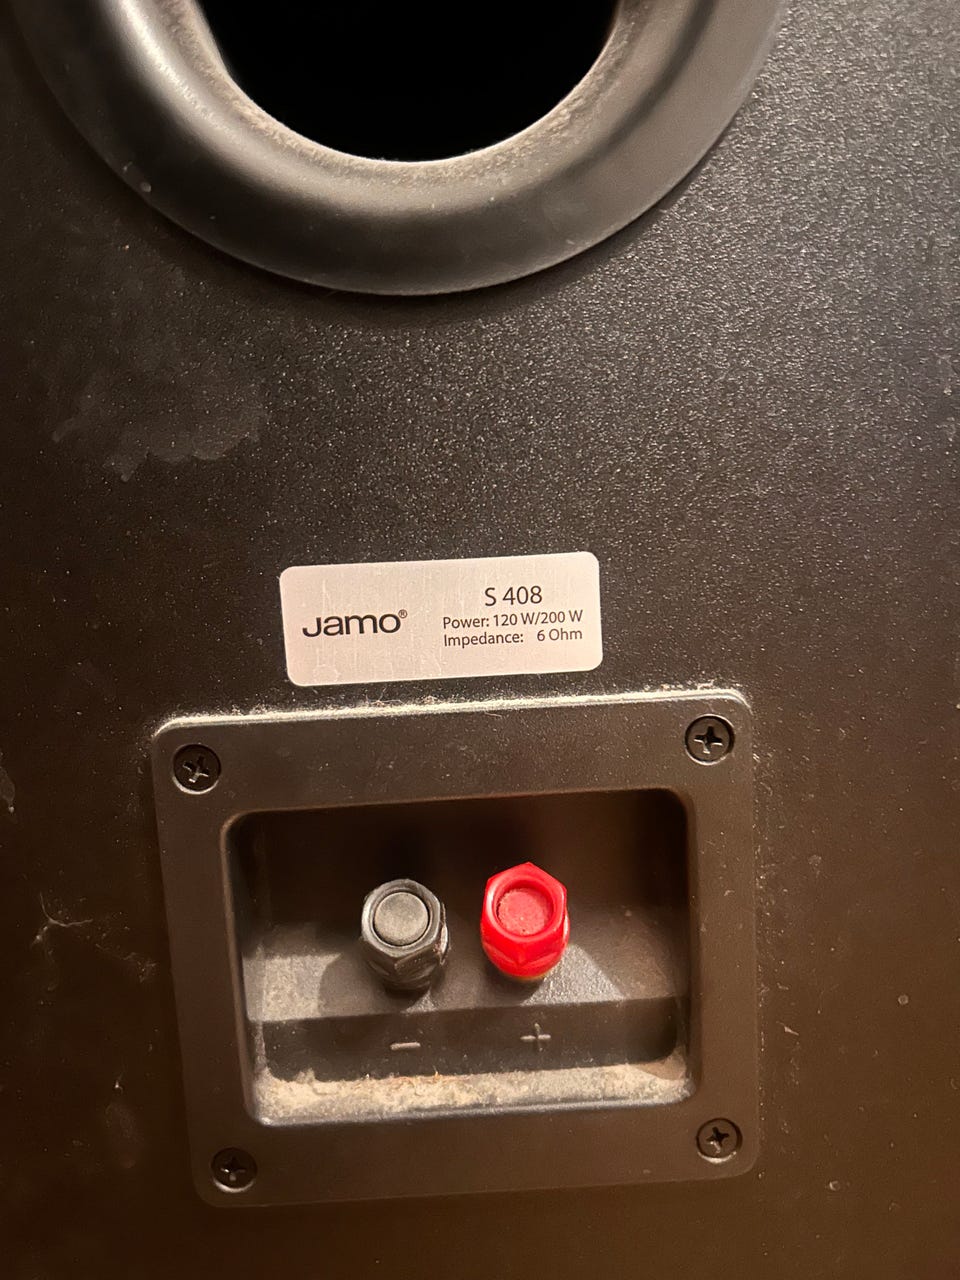 Jamo®
S 408
Power: 120 W/200 W
Impedance: 6 Ohm
− +